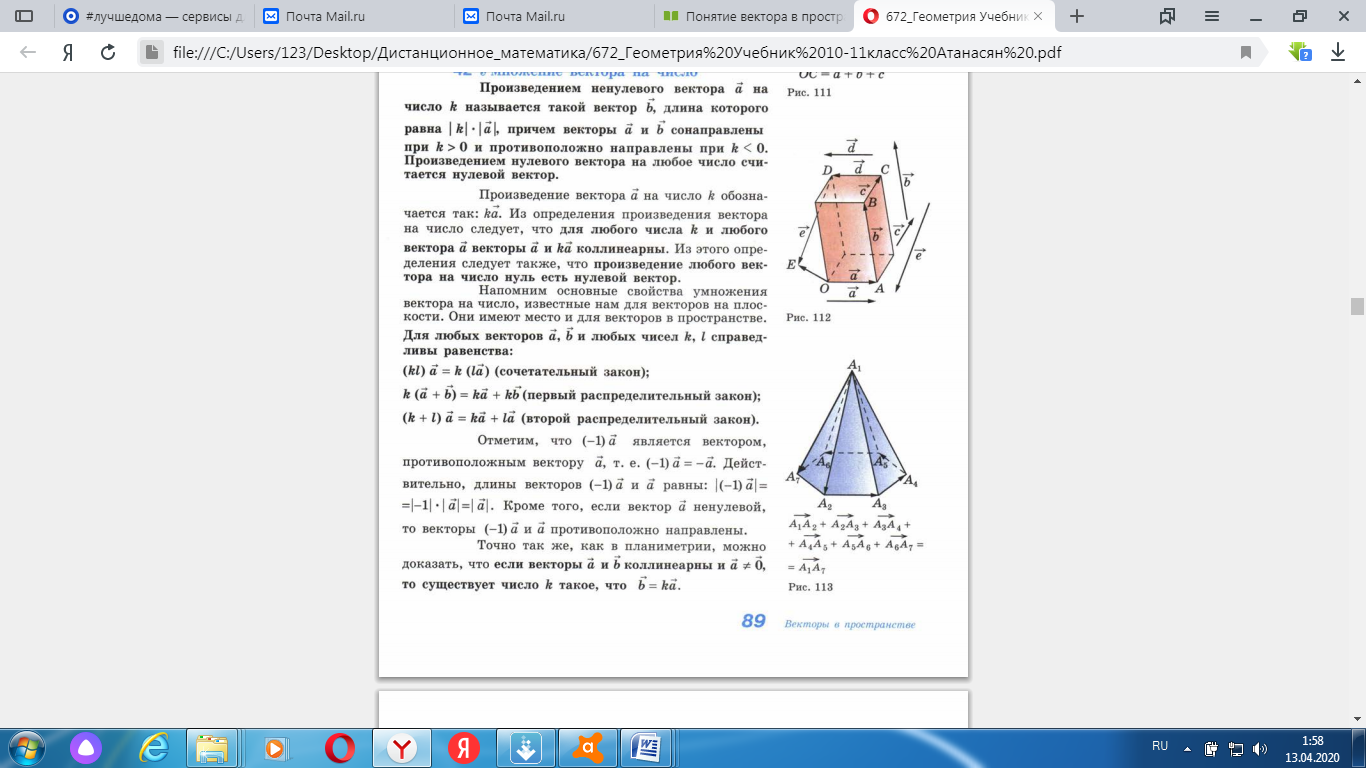 #лучшедома — сервисы д
Почта Mail.ru
Почта Mail.ru
Понятие вектора в простр
672_Геометрия Учебник
Я
file:///C:/Users/123/Desktop/Дистанционное_математика/672_Геометрия%20Учебник%2010-11класс%20Атанасян%20.pdf
множение вектора на число
Произведением ненулевого вектора a⃗ на
число k называется такой вектор b⃗, длина которого
равна |k|·|a⃗|, причем векторы a⃗ и b⃗ сонаправлены
при k > 0 и противоположно направлены при k < 0.
Произведением нулевого вектора на любое число счи-
тается нулевой вектор.
Произведение вектора a⃗ на число k обозна-
чается так: ka⃗. Из определения произведения вектора
на число следует, что для любого числа k и любого
вектора a⃗ векторы a⃗ и ka⃗ коллинеарны. Из этого опре-
деления следует также, что произведение любого век-
тора на число нуль есть нулевой вектор.
Напомним основные свойства умножения
вектора на число, известные нам для векторов на плос-
кости. Они имеют место и для векторов в пространстве.
Для любых векторов a⃗, b⃗ и любых чисел k, l справед-
ливы равенства:
(kl) a⃗ = k (la⃗) (сочетательный закон);
k (a⃗ + b⃗) = ka⃗ + kb⃗ (первый распределительный закон);
(k + l) a⃗ = ka⃗ + la⃗ (второй распределительный закон).
Отметим, что (−1) a⃗ является вектором,
противоположным вектору a⃗, т. е. (−1) a⃗ = −a⃗. Дейст-
вительно, длины векторов (−1) a⃗ и a⃗ равны: |(−1) a⃗| =
=|−1|·|a⃗|=|a⃗|. Кроме того, если вектор a⃗ ненулевой,
то векторы (−1) a⃗ и a⃗ противоположно направлены.
Точно так же, как в планиметрии, можно
доказать, что если векторы a⃗ и b⃗ коллинеарны и a⃗ ≠ 0⃗,
то существует число k такое, что b⃗ = ka⃗.
OC = a + b + c
Рис. 111
d⃗
D d⃗ C
c⃗ b⃗
B
e⃗ b⃗ c⃗
e⃗
E
a⃗
O a⃗ A
Рис. 112
A₁
A₆ A₅
A₇ A₄
A₂ A₃
A₁A₂ + A₂A₃ + A₃A₄ +
+ A₄A₅ + A₅A₆ + A₆A₇ =
= A₁A₇
Рис. 113
89 Векторы в пространстве
RU
1:58
13.04.2020